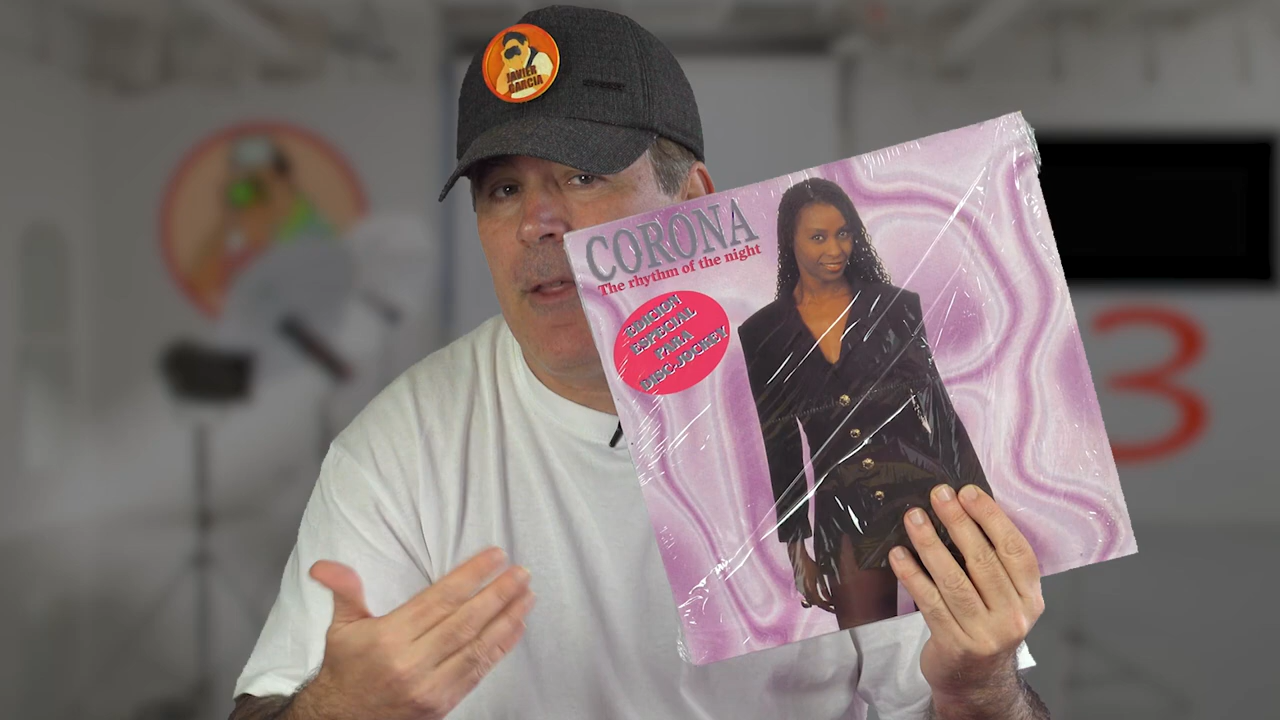 JAVIER
GARCIA
CORONA
The rhythm of the night
EDICION
ESPECIAL
PARA
DISC-JOCKEY
3